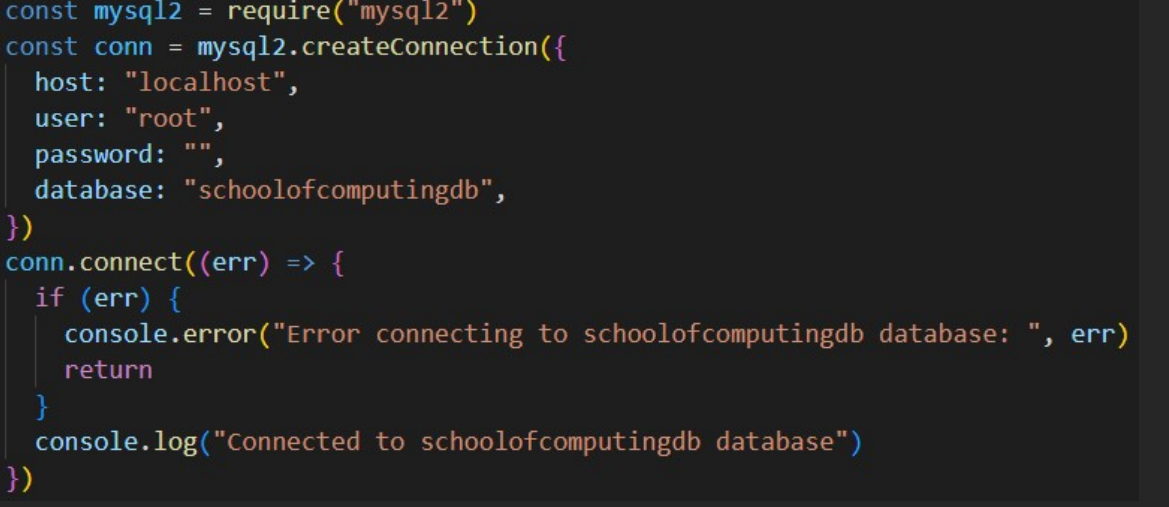 const mysql2 = require("mysql2")
const conn = mysql2.createConnection({
  host: "localhost",
  user: "root",
  password: "",
  database: "schoolofcomputingdb",
})
conn.connect((err) => {
  if (err) {
    console.error("Error connecting to schoolofcomputingdb database: ", err)
    return
  }
  console.log("Connected to schoolofcomputingdb database")
})